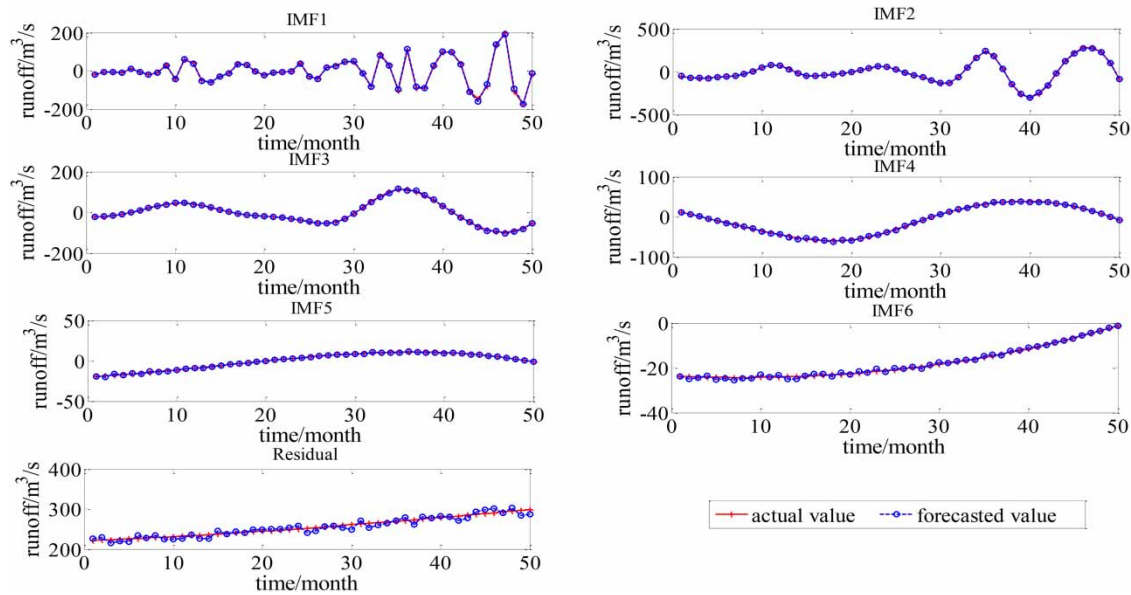 IMF1
runoff/m³/s
200
0
-200
0 10 20 30 40 50
time/month
IMF2
runoff/m³/s
500
0
-500
0 10 20 30 40 50
time/month
IMF3
runoff/m³/s
200
0
-200
0 10 20 30 40 50
time/month
IMF4
runoff/m³/s
100
0
-100
0 10 20 30 40 50
time/month
IMF5
runoff/m³/s
50
0
-50
0 10 20 30 40 50
time/month
IMF6
runoff/m³/s
0
-20
-40
0 10 20 30 40 50
time/month
Residual
runoff/m³/s
400
300
200
0 10 20 30 40 50
time/month
actual value forecasted value